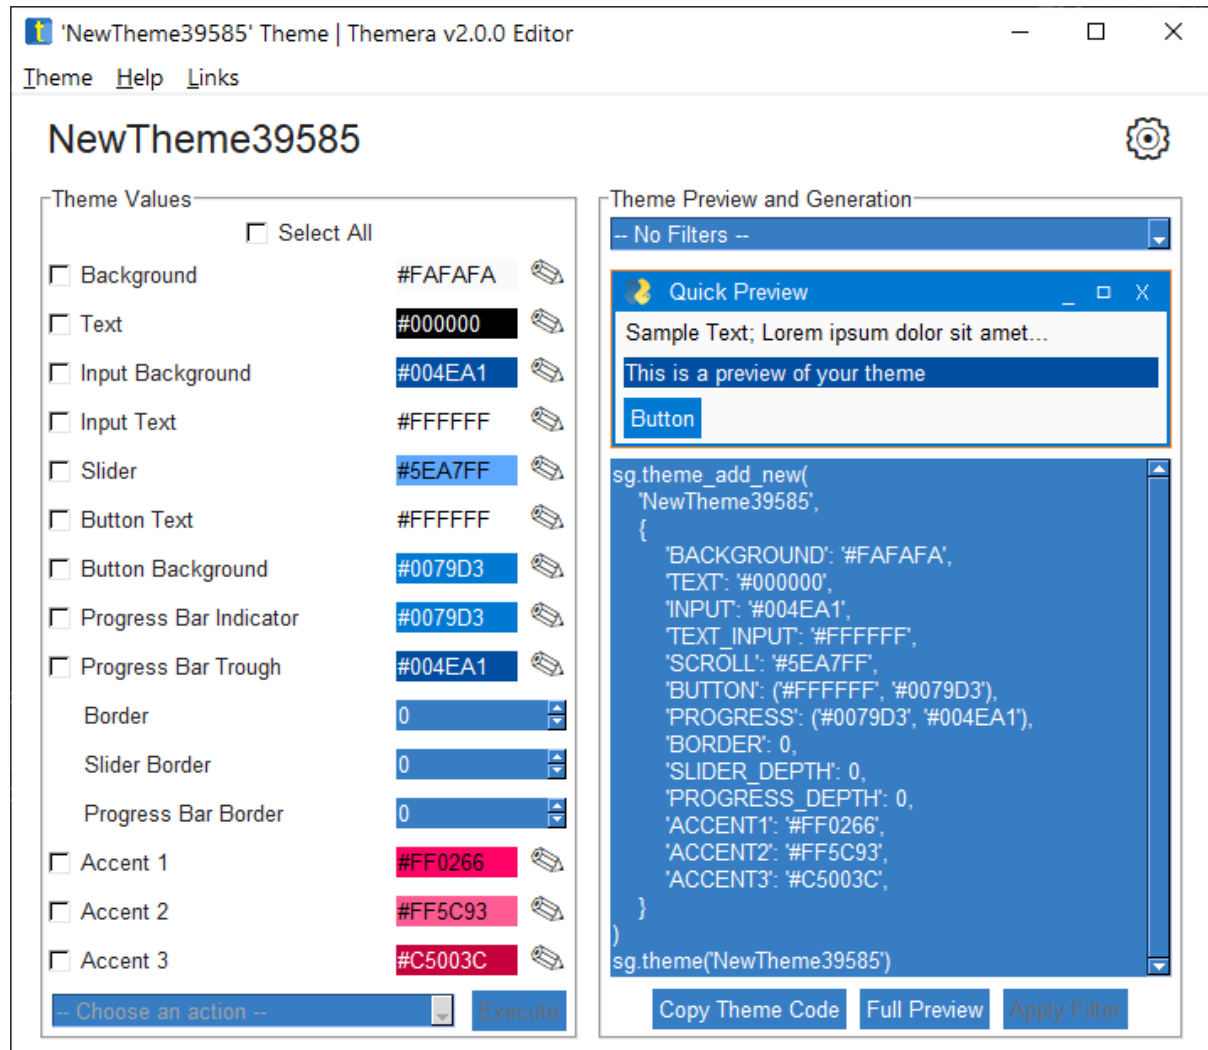 'NewTheme39585' Theme | Themera v2.0.0 Editor
Theme Help Links
NewTheme39585
Theme Values
Select All
Background #FAFAFA
Text #000000
Input Background #004EA1
Input Text #FFFFFF
Slider #5EA7FF
Button Text #FFFFFF
Button Background #0079D3
Progress Bar Indicator #0079D3
Progress Bar Trough #004EA1
Border 0
Slider Border 0
Progress Bar Border 0
Accent 1 #FF0266
Accent 2 #FF5C93
Accent 3 #C5003C
-- Choose an action -- Execute
Theme Preview and Generation
-- No Filters --
Quick Preview _ X
Sample Text; Lorem ipsum dolor sit amet...
This is a preview of your theme
Button
sg.theme_add_new(
'NewTheme39585',
{
'BACKGROUND': '#FAFAFA',
'TEXT': '#000000',
'INPUT': '#004EA1',
'TEXT_INPUT': '#FFFFFF',
'SCROLL': '#5EA7FF',
'BUTTON': ('#FFFFFF', '#0079D3'),
'PROGRESS': ('#0079D3', '#004EA1'),
'BORDER': 0,
'SLIDER_DEPTH': 0,
'PROGRESS_DEPTH': 0,
'ACCENT1': '#FF0266',
'ACCENT2': '#FF5C93',
'ACCENT3': '#C5003C',
}
)
sg.theme('NewTheme39585')
Copy Theme Code Full Preview Apply Filter